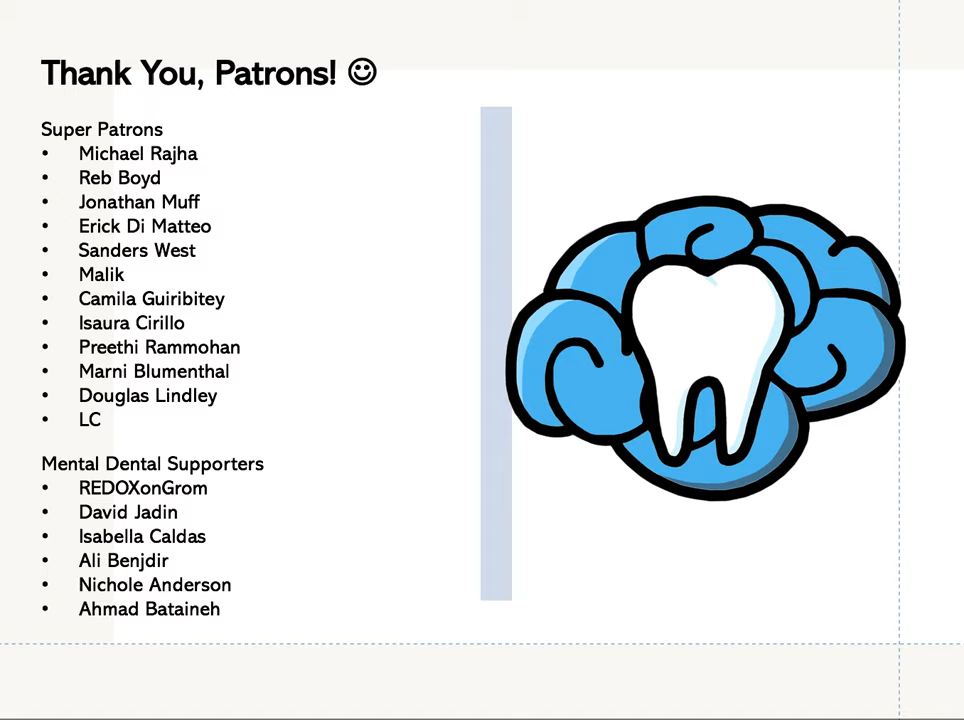 Thank You, Patrons! ☺
Super Patrons
• Michael Rajha
• Reb Boyd
• Jonathan Muff
• Erick Di Matteo
• Sanders West
• Malik
• Camila Guiribitey
• Isaura Cirillo
• Preethi Rammohan
• Marni Blumenthal
• Douglas Lindley
• LC
Mental Dental Supporters
• REDOXonGrom
• David Jadin
• Isabella Caldas
• Ali Benjdir
• Nichole Anderson
• Ahmad Bataineh